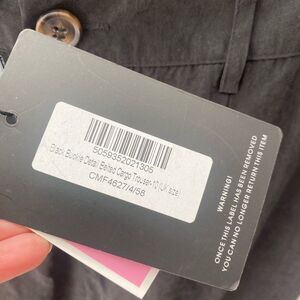 5059352021305
Black Buckle Detail Belted Cargo Trouser-10 (UK size)
CMF4627/4/58
WARNING!
ONCE THIS LABEL HAS BEEN REMOVED
YOU CAN NO LONGER RETURN THIS ITEM